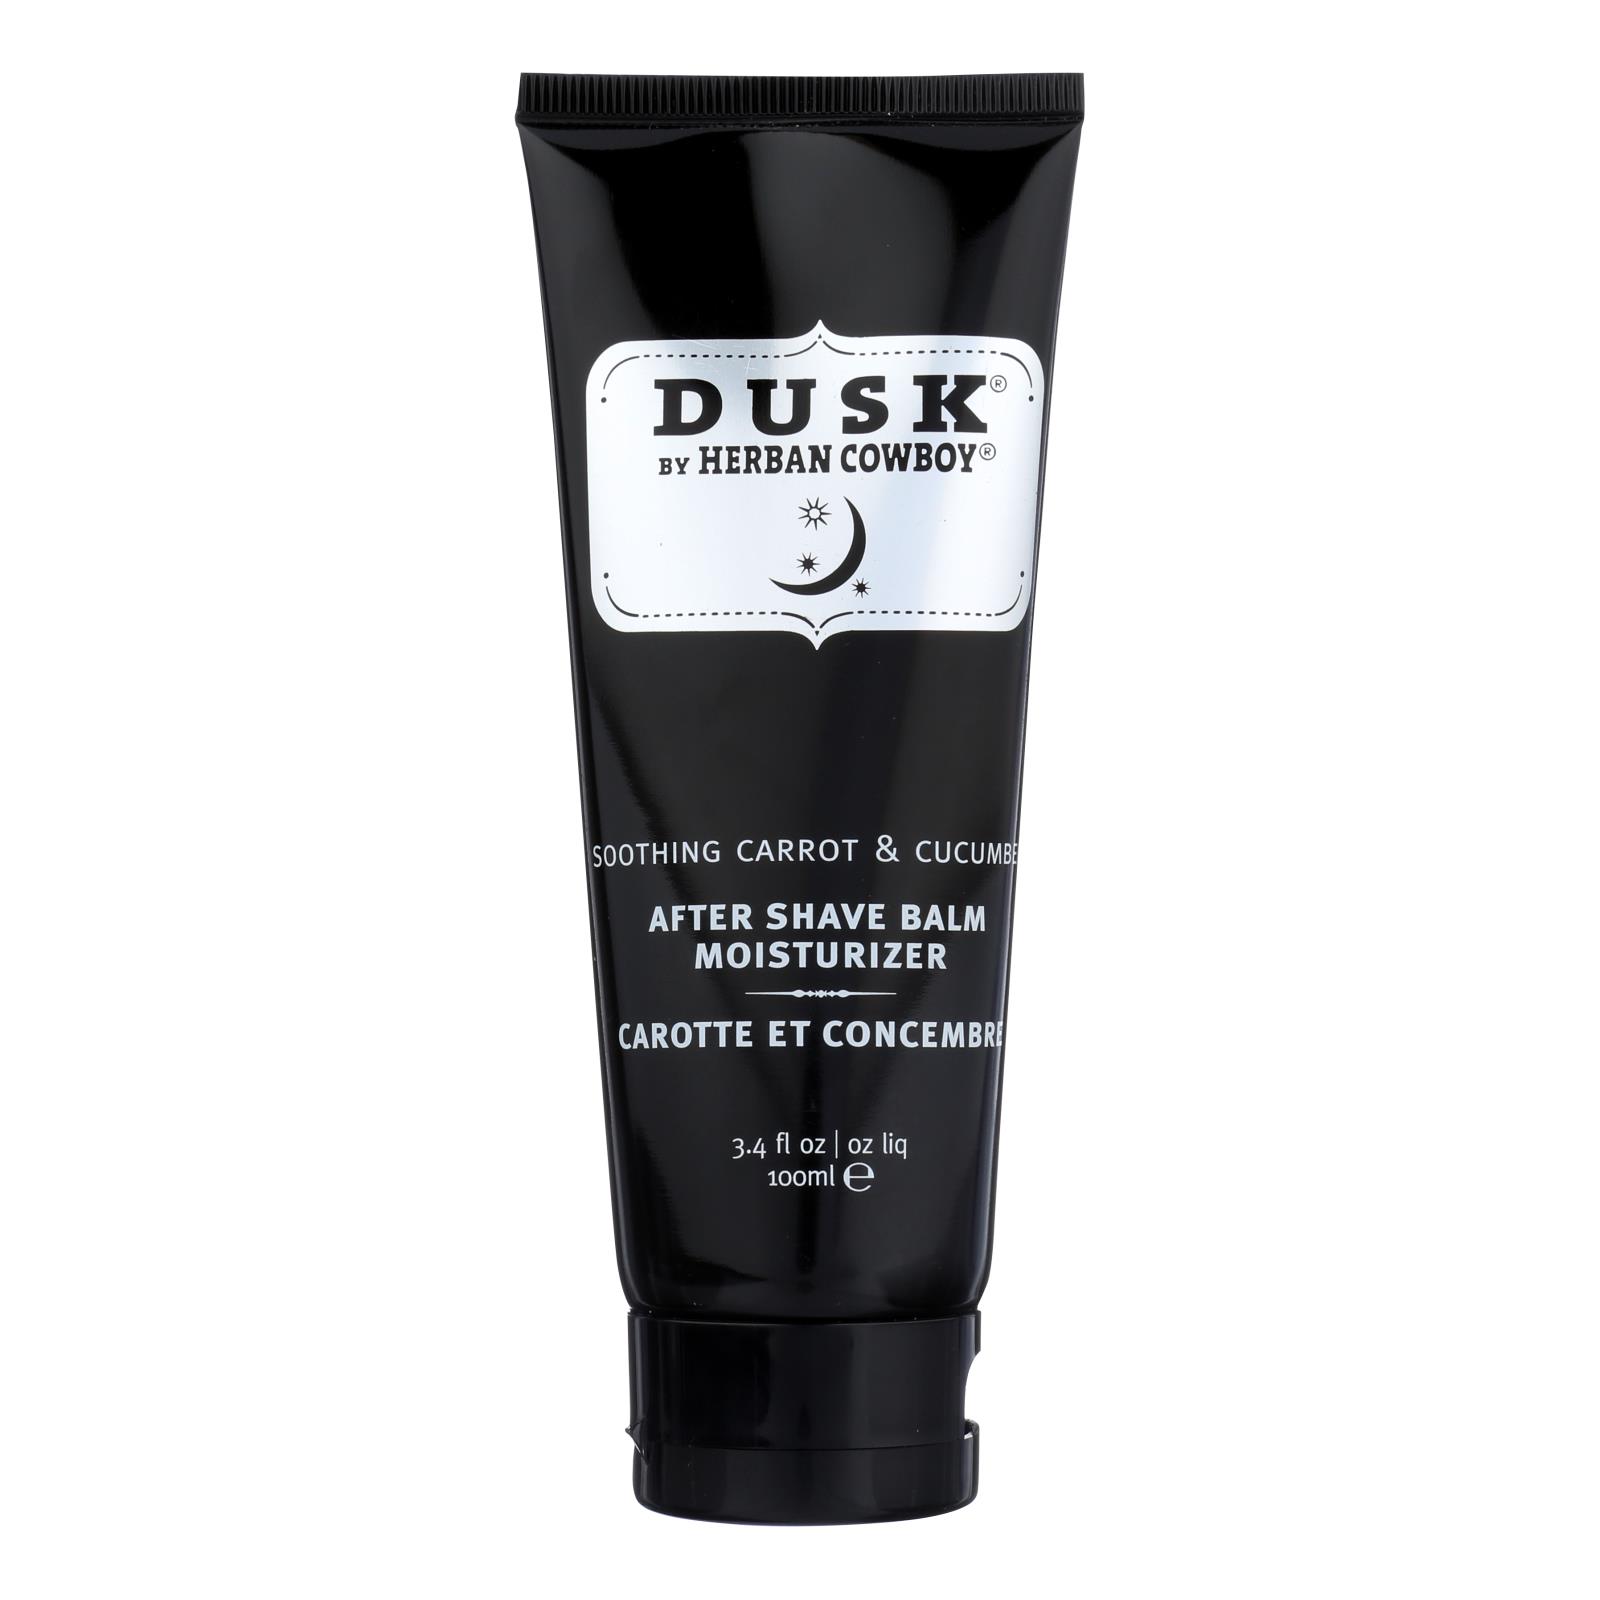 DUSK®
BY HERBAN COWBOY®
SOOTHING CARROT & CUCUMBE
AFTER SHAVE BALM
MOISTURIZER
CAROTTE ET CONCEMBRE
3.4 fl oz | oz liq
100ml ℮